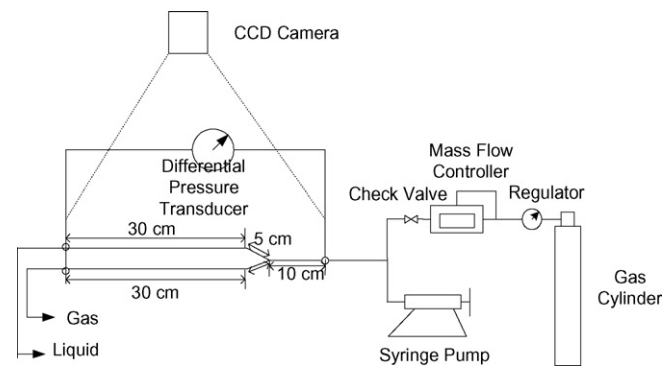 CCD Camera
Differential
Pressure
Transducer
Mass Flow
Controller
Check Valve
Regulator
30 cm
5 cm
10 cm
30 cm
Gas
Liquid
Syringe Pump
Gas
Cylinder